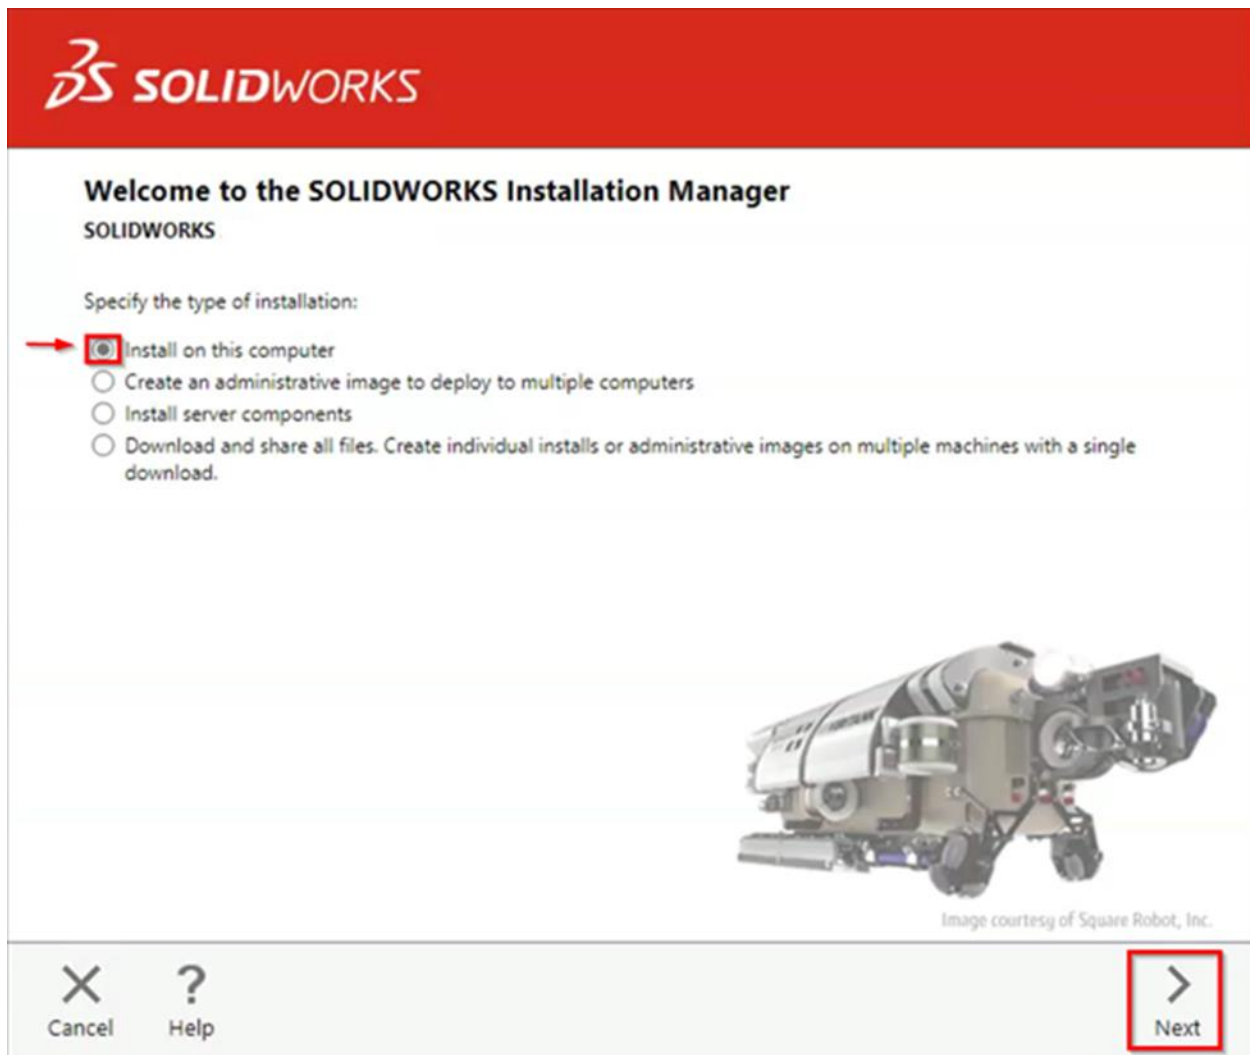 3S SOLIDWORKS
Welcome to the SOLIDWORKS Installation Manager
SOLIDWORKS
Specify the type of installation:
Install on this computer
Create an administrative image to deploy to multiple computers
Install server components
Download and share all files. Create individual installs or administrative images on multiple machines with a single
download.
Image courtesy of Square Robot, Inc.
Cancel
Help
Next